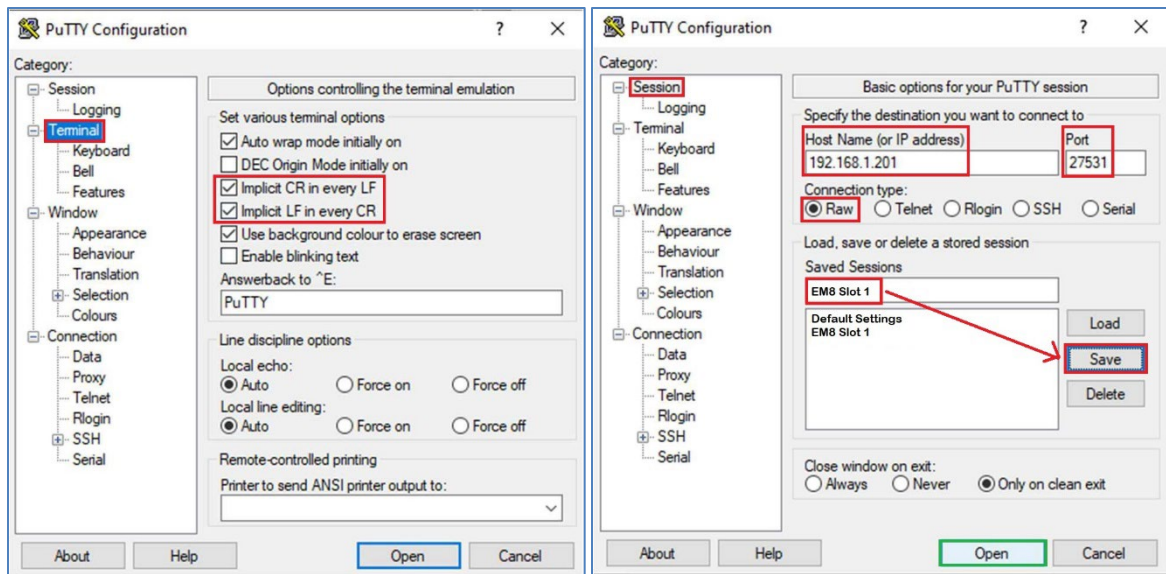 PuTTY Configuration
Category:
Session
Logging
Terminal
Keyboard
Bell
Features
Window
Appearance
Behaviour
Translation
Selection
Colours
Connection
Data
Proxy
Telnet
Rlogin
SSH
Serial
Options controlling the terminal emulation
Set various terminal options
Auto wrap mode initially on
DEC Origin Mode initially on
Implicit CR in every LF
Implicit LF in every CR
Use background colour to erase screen
Enable blinking text
Answerback to ^E:
PuTTY
Line discipline options
Local echo:
Auto Force on Force off
Local line editing:
Auto Force on Force off
Remote-controlled printing
Printer to send ANSI printer output to:
About Help Open Cancel
PuTTY Configuration
Category:
Session
Logging
Terminal
Keyboard
Bell
Features
Window
Appearance
Behaviour
Translation
Selection
Colours
Connection
Data
Proxy
Telnet
Rlogin
SSH
Serial
Basic options for your PuTTY session
Specify the destination you want to connect to
Host Name (or IP address) Port
192.168.1.201 27531
Connection type:
Raw Telnet Rlogin SSH Serial
Load, save or delete a stored session
Saved Sessions
EM8 Slot 1
Default Settings
EM8 Slot 1
Load
Save
Delete
Close window on exit:
Always Never Only on clean exit
About Help Open Cancel